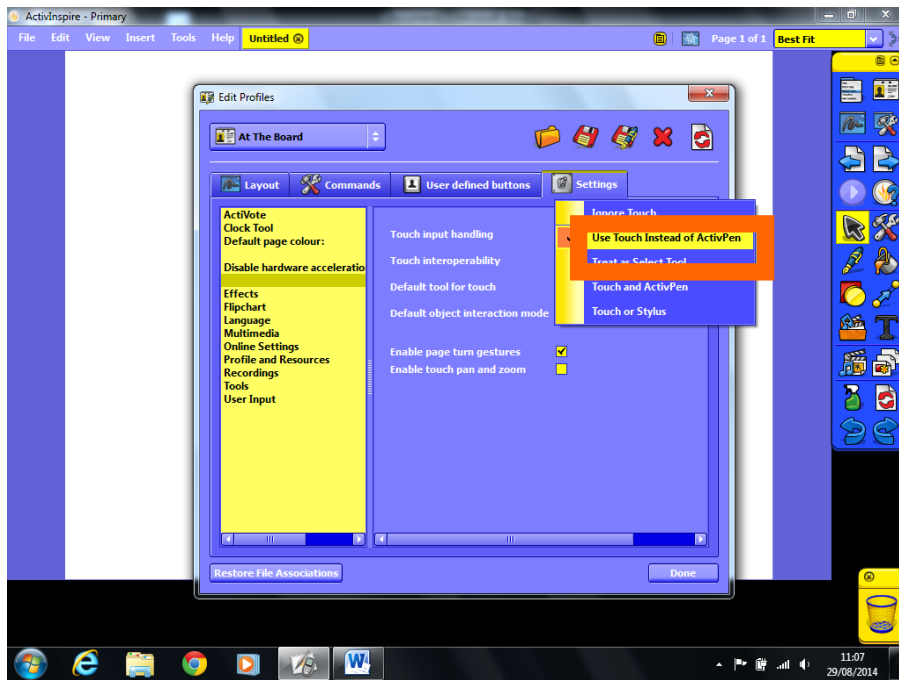 ActivInspire - Primary
File Edit View Insert Tools Help Untitled Page 1 of 1 Best Fit
Edit Profiles
At The Board
Layout Commands User defined buttons Settings
ActiVote
Clock Tool
Default page colour:
Disable hardware acceleratio
Effects
Flipchart
Language
Multimedia
Online Settings
Profile and Resources
Recordings
Tools
User Input
Touch input handling
Touch interoperability
Default tool for touch
Default object interaction mode
Enable page turn gestures
Enable touch pan and zoom
Ignore Touch
Use Touch Instead of ActivPen
Treat as Select Tool
Touch and ActivPen
Touch or Stylus
Restore File Associations Done
11:07
29/08/2014